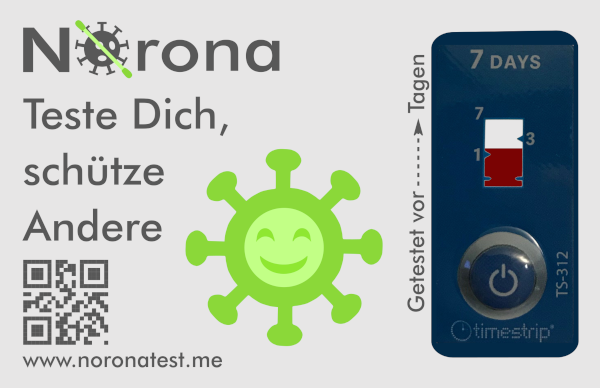 Norona
Teste Dich,
schütze
Andere
www.noronatest.me
Getestet vor ------► Tagen
7 DAYS
7
3
1
TS-312
timestrip®